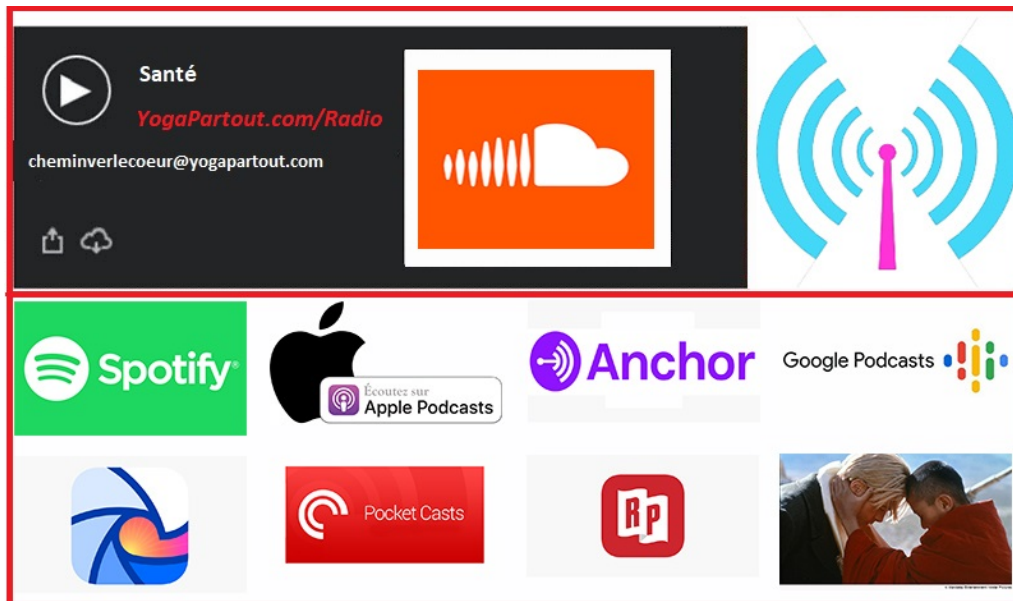 Santé
YogaPartout.com/Radio
cheminverlecoeur@yogapartout.com
Spotify®
Écoutez sur
Apple Podcasts
Anchor
Google Podcasts
Pocket Casts
RP